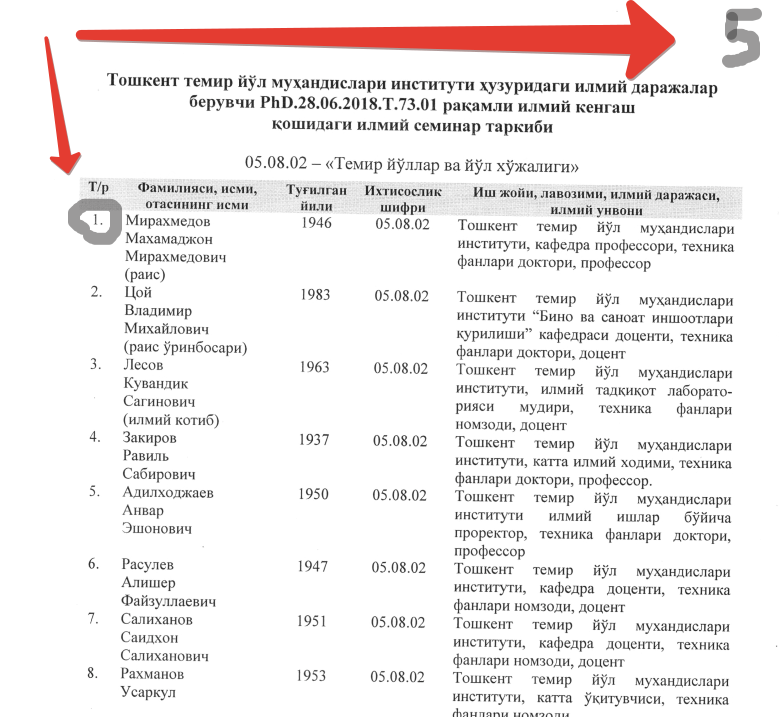 5
Тошкент темир йўл муҳандислари институти ҳузуридаги илмий даражалар
берувчи PhD.28.06.2018.Т.73.01 рақамли илмий кенгаш
қошидаги илмий семинар таркиби
05.08.02 – «Темир йўллар ва йўл хўжалиги»
Т/р Фамилияси, исми, отасининг исми Туғилган йили Ихтисослик шифри Иш жойи, лавозими, илмий даражаси, илмий унвони
1. Мирахмедов 1946 05.08.02 Тошкент темир йўл муҳандислари
Махамаджон институти, кафедра профессори, техника
Мирахмедович фанлари доктори, профессор
(раис)
2. Цой 1983 05.08.02 Тошкент темир йўл муҳандислари
Владимир институти “Бино ва саноат иншоотлари
Михайлович қурилиши” кафедраси доценти, техника
(раис ўринбосари) фанлари доктори, доцент
3. Лесов 1963 05.08.02 Тошкент темир йўл муҳандислари
Кувандик институти, илмий тадқиқот лаборато-
Сагинович рияси мудири, техника фанлари
(илмий котиб) номзоди, доцент
4. Закиров 1937 05.08.02 Тошкент темир йўл муҳандислари
Равиль институти, катта илмий ходими, техника
Сабирович фанлари доктори, профессор.
5. Адилходжаев 1950 05.08.02 Тошкент темир йўл муҳандислари
Анвар институти илмий ишлар бўйича
Эшонович проректор, техника фанлари доктори,
профессор
6. Расулев 1947 05.08.02 Тошкент темир йўл муҳандислари
Алишер институти, кафедра доценти, техника
Файзуллаевич фанлари номзоди, доцент
7. Салиханов 1951 05.08.02 Тошкент темир йўл муҳандислари
Саидхон институти, кафедра доценти, техника
Салиханович фанлари номзоди, доцент
8. Рахманов 1953 05.08.02 Тошкент темир йўл муҳандислари
Усаркул институти, катта ўқитувчиси, техника
фанлари номзоди